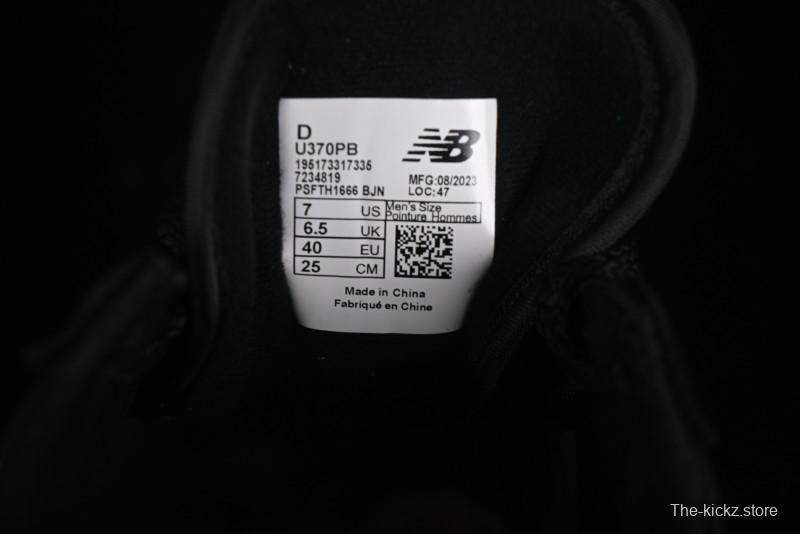 D
U370PB
195173317335
7234819
PSFTH1666 BJN
NB
MFG:08/2023
LOC:47
7 US
6.5 UK
40 EU
25 CM
Men's Size
Pointure Hommes
Made in China
Fabriqué en Chine
The-kickz.store